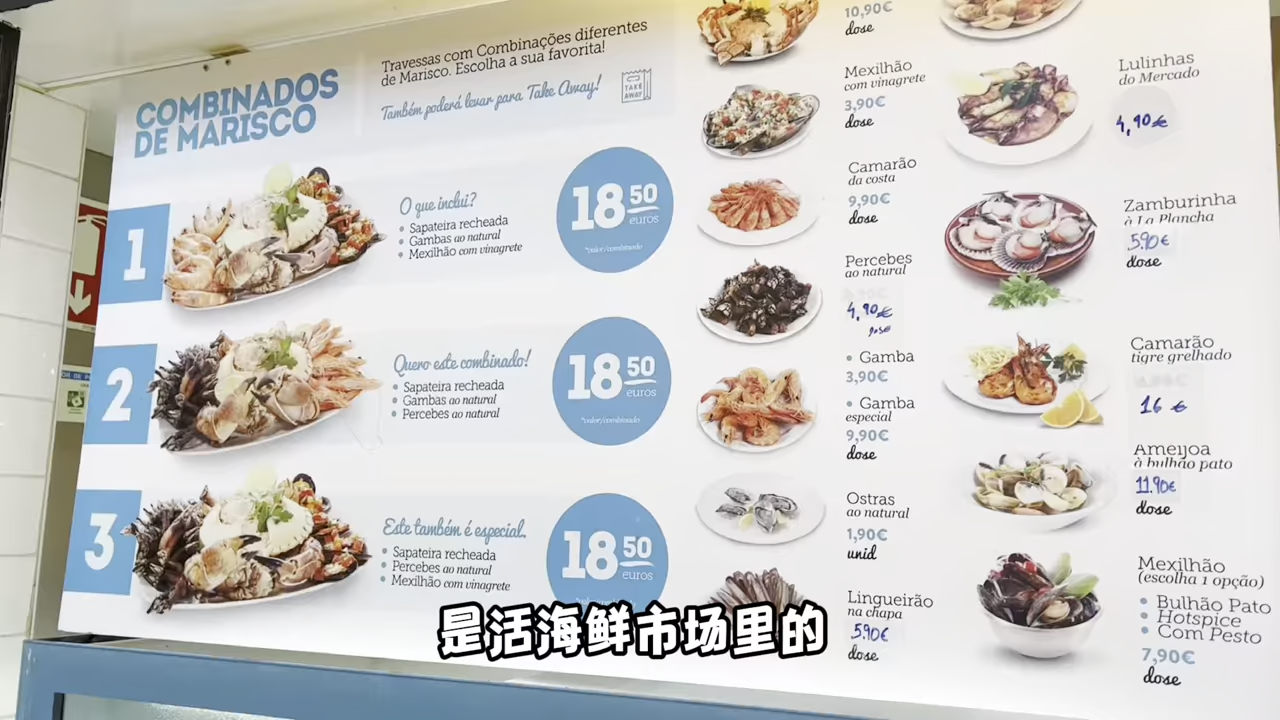 COMBINADOS
DE MARISCO
Travessas com Combinações diferentes
de Marisco. Escolha a sua favorita!
Também poderá levar para Take Away!
TAKE
AWAY
1
O que inclui?
• Sapateira recheada
• Gambas ao natural
• Mexilhão com vinagrete
18 50
euros
*valor/combinado
2
Quero este combinado!
• Sapateira recheada
• Gambas ao natural
• Percebes ao natural
18 50
euros
*valor/combinado
3
Este também é especial.
• Sapateira recheada
• Percebes ao natural
• Mexilhão com vinagrete
18 50
euros
10,90€
dose
Mexilhão
com vinagrete
3,90€
dose
Camarão
da costa
9,90€
dose
Percebes
ao natural
4,90€
dose
• Gamba
3,90€
• Gamba
especial
9,90€
dose
Ostras
ao natural
1,90€
unid
Lingueirão
na chapa
5.90€
dose
Lulinhas
do Mercado
4,90€
Zamburinha
à La Plancha
5.90€
dose
Camarão
tigre grelhado
16 €
Ameijoa
à bulhão pato
11.90€
dose
Mexilhão
(escolha 1 opção)
• Bulhão Pato
• Hotspice
• Com Pesto
7,90€
dose
是活海鲜市场里的